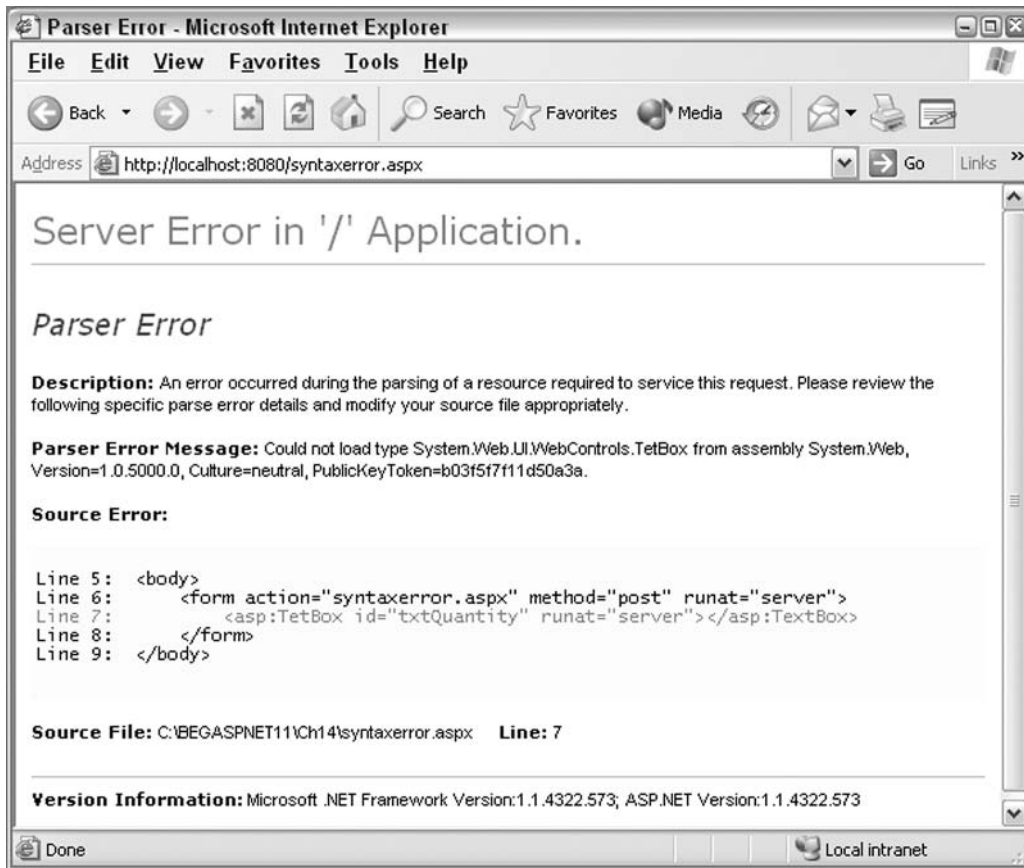 Parser Error - Microsoft Internet Explorer
File Edit View Favorites Tools Help
Back Search Favorites Media
Address http://localhost:8080/syntaxerror.aspx Go Links »
Server Error in '/' Application.
Parser Error
Description: An error occurred during the parsing of a resource required to service this request. Please review the
following specific parse error details and modify your source file appropriately.
Parser Error Message: Could not load type System.Web.UI.WebControls.TetBox from assembly System.Web,
Version=1.0.5000.0, Culture=neutral, PublicKeyToken=b03f5f7f11d50a3a.
Source Error:
Line 5: <body>
Line 6: <form action="syntaxerror.aspx" method="post" runat="server">
Line 7: <asp:TetBox id="txtQuantity" runat="server"></asp:TextBox>
Line 8: </form>
Line 9: </body>
Source File: C:\BEGASPNET11\Ch14\syntaxerror.aspx Line: 7
Version Information: Microsoft .NET Framework Version:1.1.4322.573; ASP.NET Version:1.1.4322.573
Done Local intranet